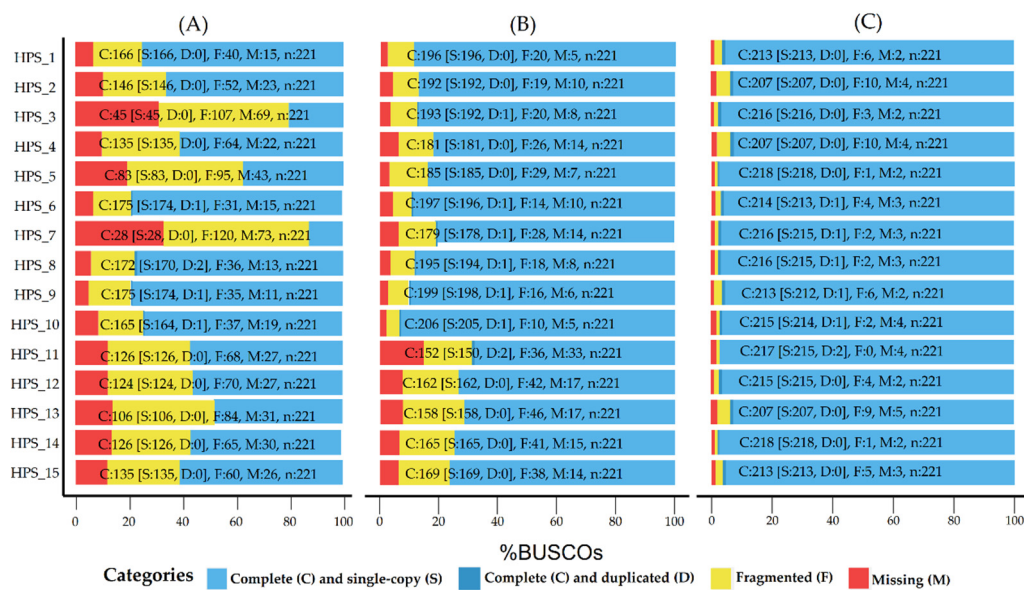 (A) (B) (C)
HPS_1 C:166 [S:166, D:0], F:40, M:15, n:221 C:196 [S:196, D:0], F:20, M:5, n:221 C:213 [S:213, D:0], F:6, M:2, n:221
HPS_2 C:146 [S:146, D:0], F:52, M:23, n:221 C:192 [S:192, D:0], F:19, M:10, n:221 C:207 [S:207, D:0], F:10, M:4, n:221
HPS_3 C:45 [S:45, D:0], F:107, M:69, n:221 C:193 [S:192, D:1], F:20, M:8, n:221 C:216 [S:216, D:0], F:3, M:2, n:221
HPS_4 C:135 [S:135, D:0], F:64, M:22, n:221 C:181 [S:181, D:0], F:26, M:14, n:221 C:207 [S:207, D:0], F:10, M:4, n:221
HPS_5 C:83 [S:83, D:0], F:95, M:43, n:221 C:185 [S:185, D:0], F:29, M:7, n:221 C:218 [S:218, D:0], F:1, M:2, n:221
HPS_6 C:175 [S:174, D:1], F:31, M:15, n:221 C:197 [S:196, D:1], F:14, M:10, n:221 C:214 [S:213, D:1], F:4, M:3, n:221
HPS_7 C:28 [S:28, D:0], F:120, M:73, n:221 C:179 [S:178, D:1], F:28, M:14, n:221 C:216 [S:215, D:1], F:2, M:3, n:221
HPS_8 C:172 [S:170, D:2], F:36, M:13, n:221 C:195 [S:194, D:1], F:18, M:8, n:221 C:216 [S:215, D:1], F:2, M:3, n:221
HPS_9 C:175 [S:174, D:1], F:35, M:11, n:221 C:199 [S:198, D:1], F:16, M:6, n:221 C:213 [S:212, D:1], F:6, M:2, n:221
HPS_10 C:165 [S:164, D:1], F:37, M:19, n:221 C:206 [S:205, D:1], F:10, M:5, n:221 C:215 [S:214, D:1], F:2, M:4, n:221
HPS_11 C:126 [S:126, D:0], F:68, M:27, n:221 C:152 [S:150, D:2], F:36, M:33, n:221 C:217 [S:215, D:2], F:0, M:4, n:221
HPS_12 C:124 [S:124, D:0], F:70, M:27, n:221 C:162 [S:162, D:0], F:42, M:17, n:221 C:215 [S:215, D:0], F:4, M:2, n:221
HPS_13 C:106 [S:106, D:0], F:84, M:31, n:221 C:158 [S:158, D:0], F:46, M:17, n:221 C:207 [S:207, D:0], F:9, M:5, n:221
HPS_14 C:126 [S:126, D:0], F:65, M:30, n:221 C:165 [S:165, D:0], F:41, M:15, n:221 C:218 [S:218, D:0], F:1, M:2, n:221
HPS_15 C:135 [S:135, D:0], F:60, M:26, n:221 C:169 [S:169, D:0], F:38, M:14, n:221 C:213 [S:213, D:0], F:5, M:3, n:221
0 20 40 60 80 100 0 20 40 60 80 100 0 20 40 60 80 100
%BUSCOs
Categories Complete (C) and single-copy (S) Complete (C) and duplicated (D) Fragmented (F) Missing (M)